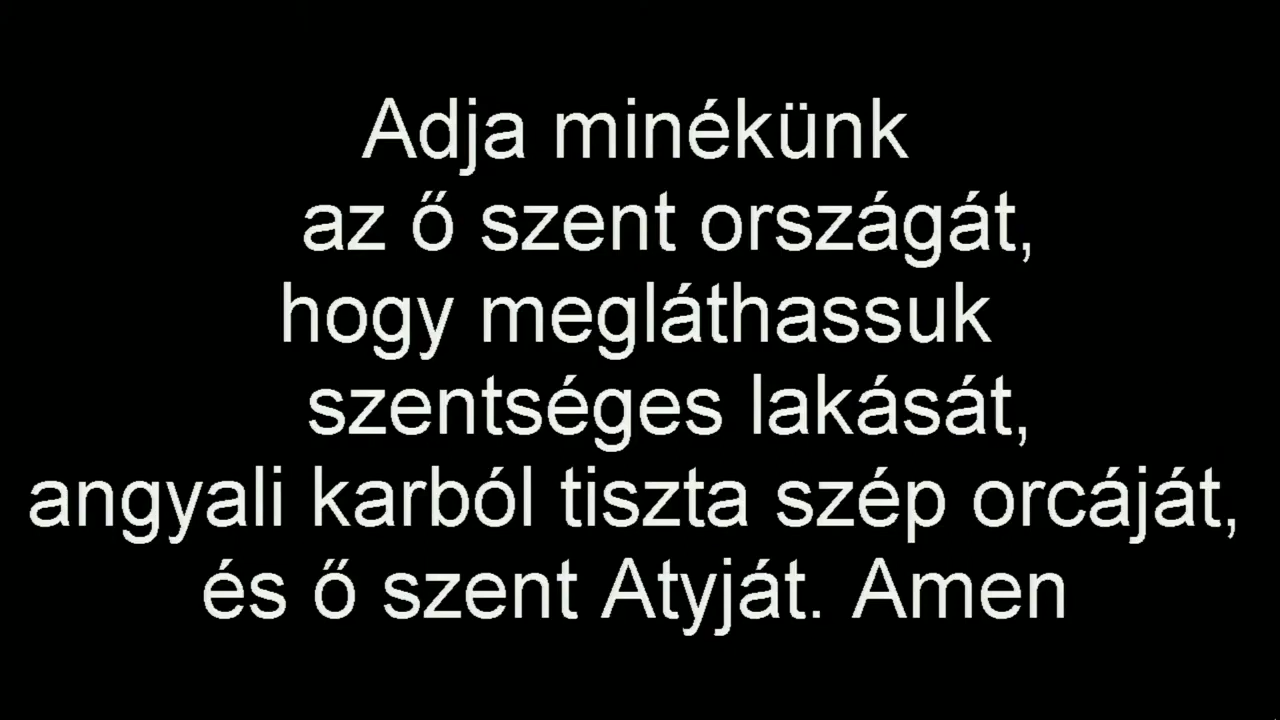 Adja minékünk
az ő szent országát,
hogy megláthassuk
szentséges lakását,
angyali karból tiszta szép orcáját,
és ő szent Atyját. Amen